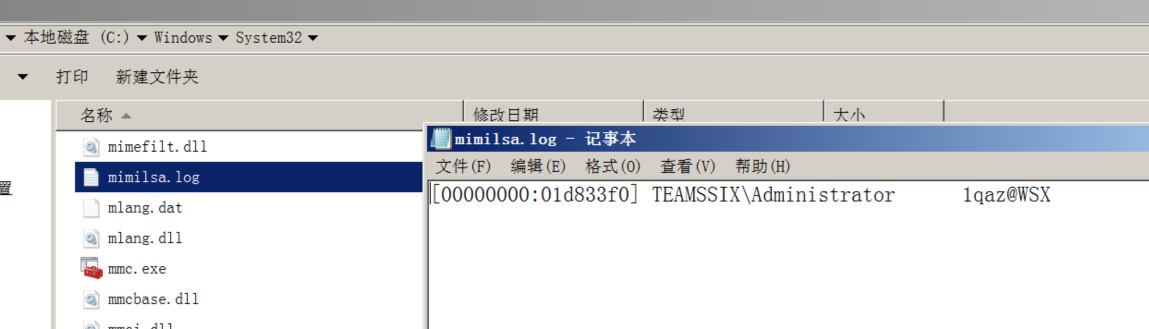 本地磁盘 (C:) Windows System32
打印 新建文件夹
名称 修改日期 类型 大小
mimefilt.dll
mimilsa.log
mlang.dat
mlang.dll
mmc.exe
mmcbase.dll
置
mimilsa.log - 记事本
文件(F) 编辑(E) 格式(O) 查看(V) 帮助(H)
[00000000:01d833f0] TEAMSSIX\Administrator 1qaz@WSX